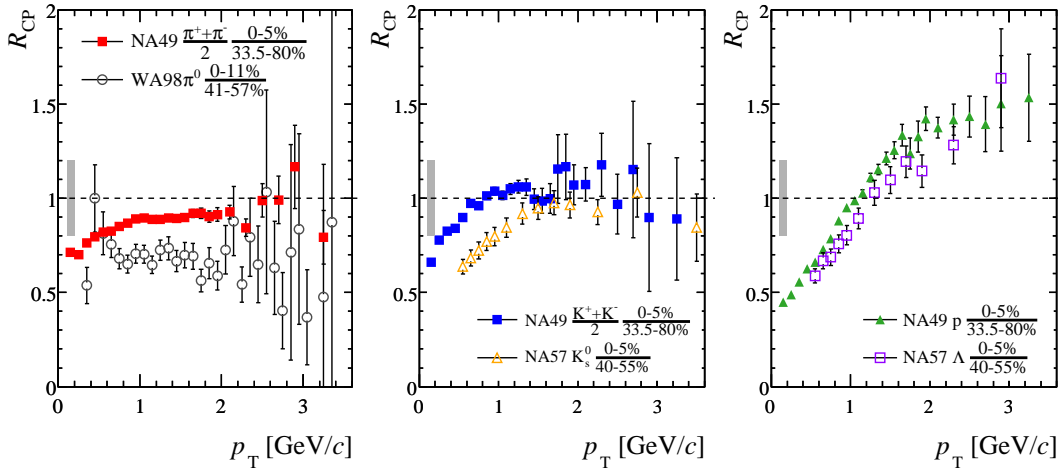 R_CP
2
1.5
1
0.5
0
NA49 π⁺+π⁻/2 0-5%/33.5-80%
WA98π⁰ 0-11%/41-57%
0 1 2 3
p_T [GeV/c]
R_CP
2
1.5
1
0.5
0
NA49 K⁺+K⁻/2 0-5%/33.5-80%
NA57 K⁰_s 0-5%/40-55%
0 1 2 3
p_T [GeV/c]
R_CP
2
1.5
1
0.5
0
NA49 p 0-5%/33.5-80%
NA57 Λ 0-5%/40-55%
0 1 2 3
p_T [GeV/c]